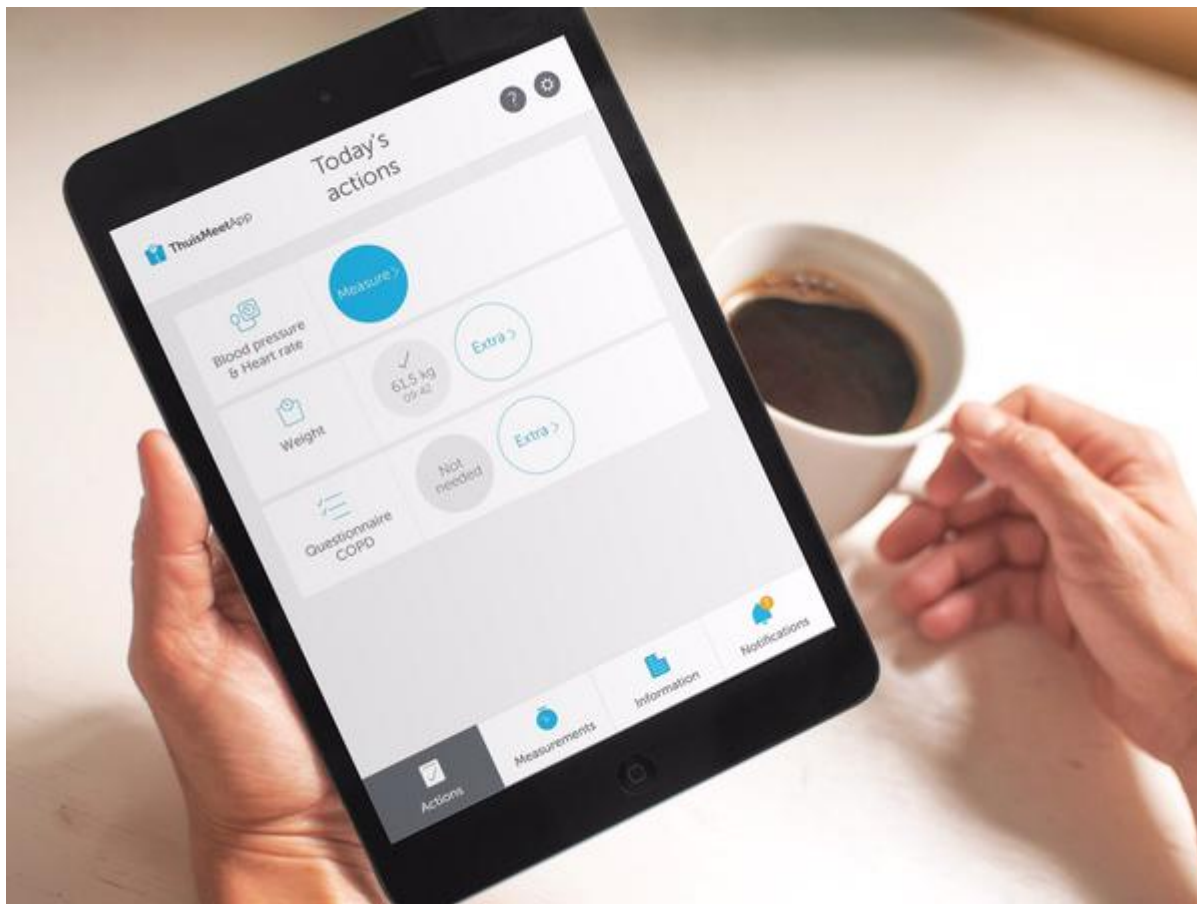 Today's
actions
ThuisMeetApp
Blood pressure
& Heart rate
Measure >
Weight
61.5 kg
09:42
Extra >
Questionnaire
COPD
Not
needed
Extra >
Actions
Measurements
Information
Notifications